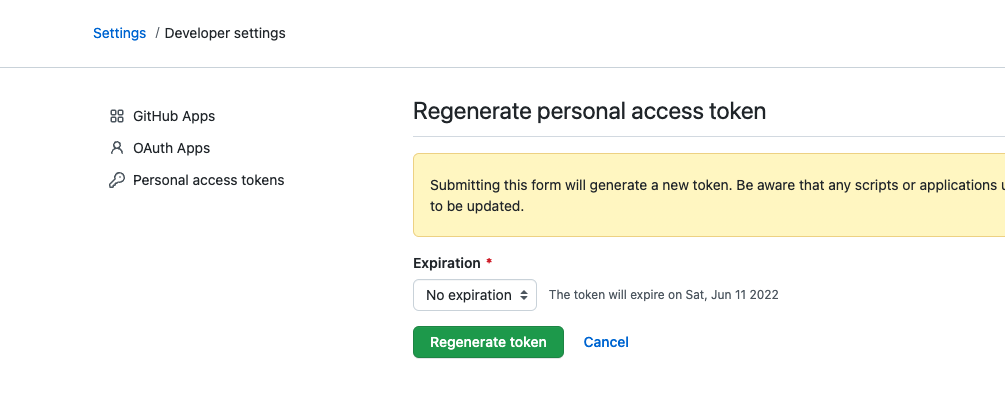 Settings / Developer settings
GitHub Apps
OAuth Apps
Personal access tokens
Regenerate personal access token
Submitting this form will generate a new token. Be aware that any scripts or applications
to be updated.
Expiration *
No expiration The token will expire on Sat, Jun 11 2022
Regenerate token Cancel